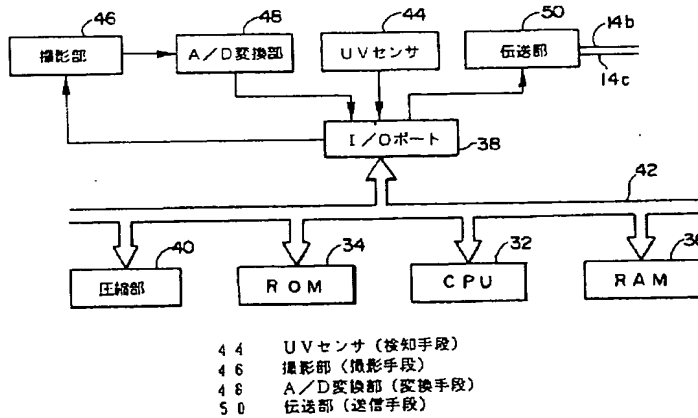 46
48
44
50
撮影部
A/D変換部
UVセンサ
伝送部
14b
14c
I/Oポート
38
42
40
34
32
36
圧縮部
ROM
CPU
RAM
44 UVセンサ(検知手段)
46 撮影部(撮影手段)
48 A/D変換部(変換手段)
50 伝送部(送信手段)